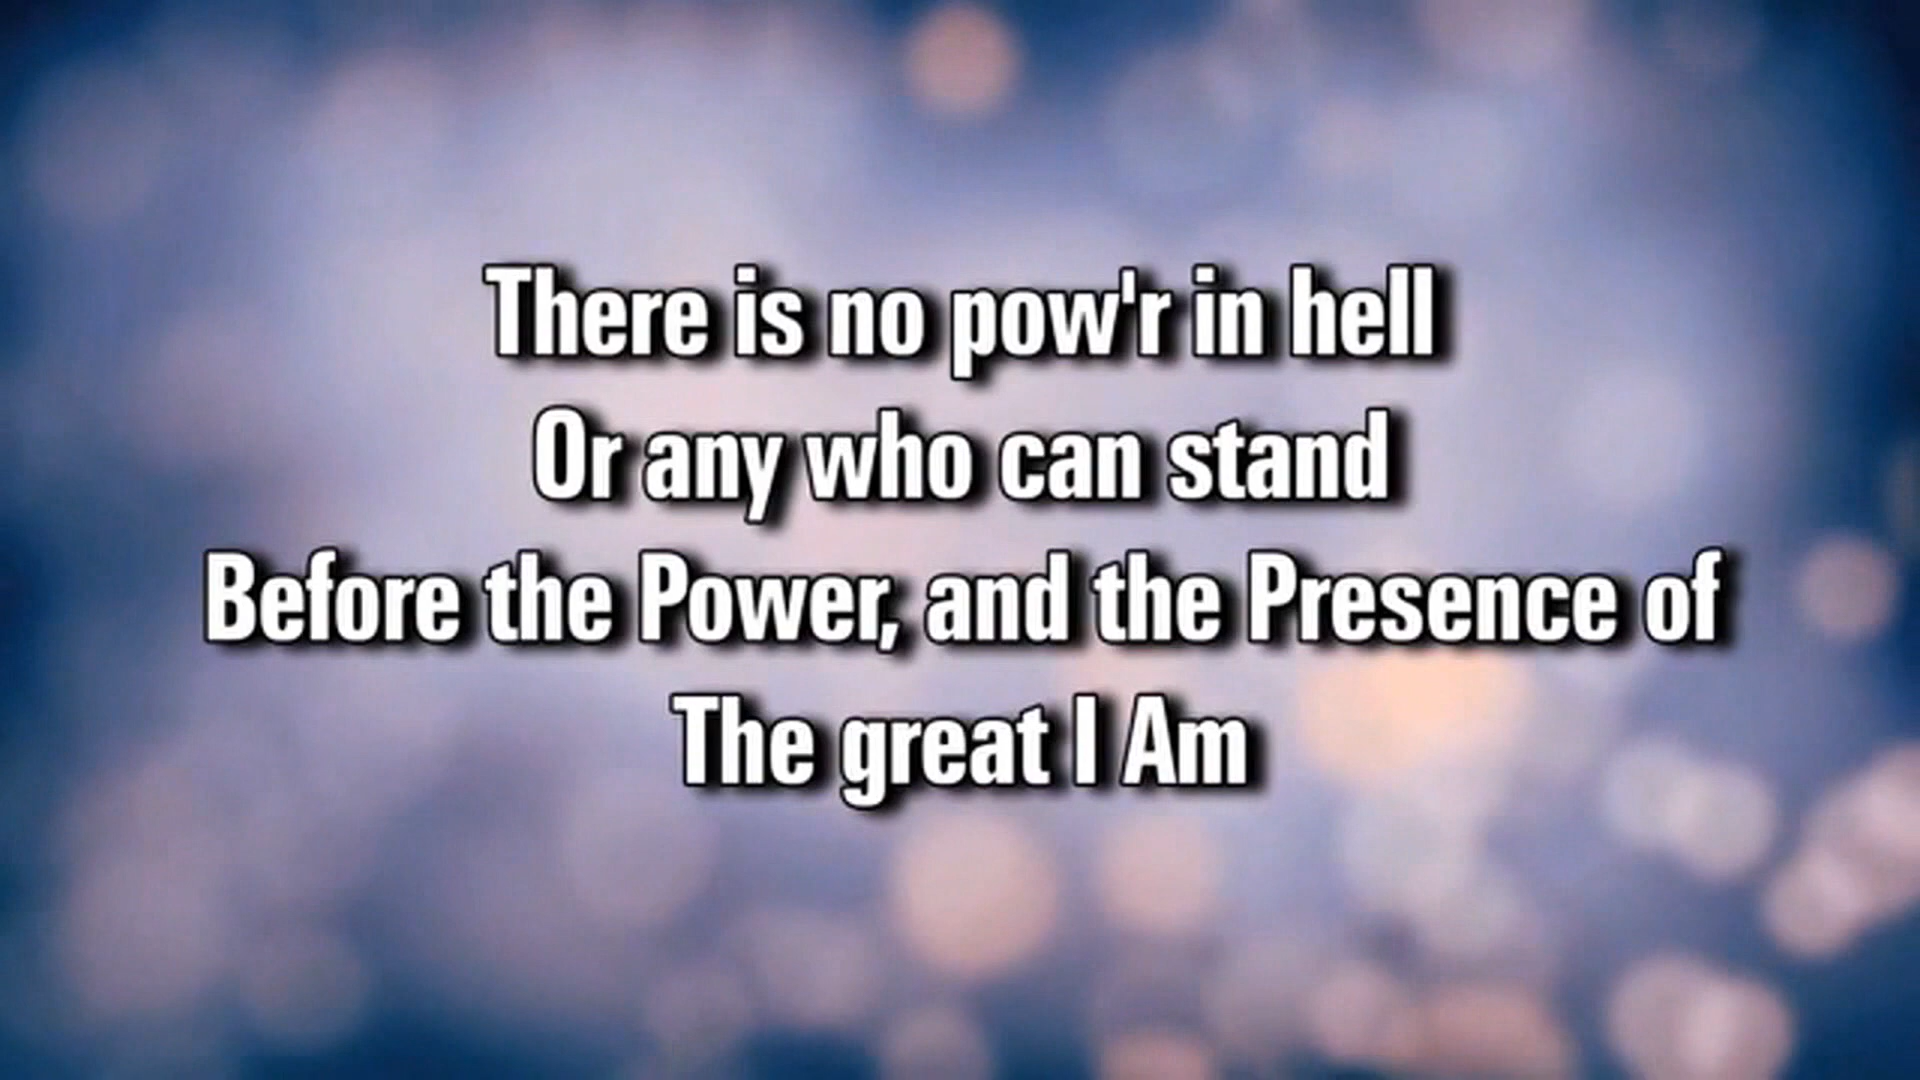 There is no pow'r in hell
Or any who can stand
Before the Power, and the Presence of
The great I Am